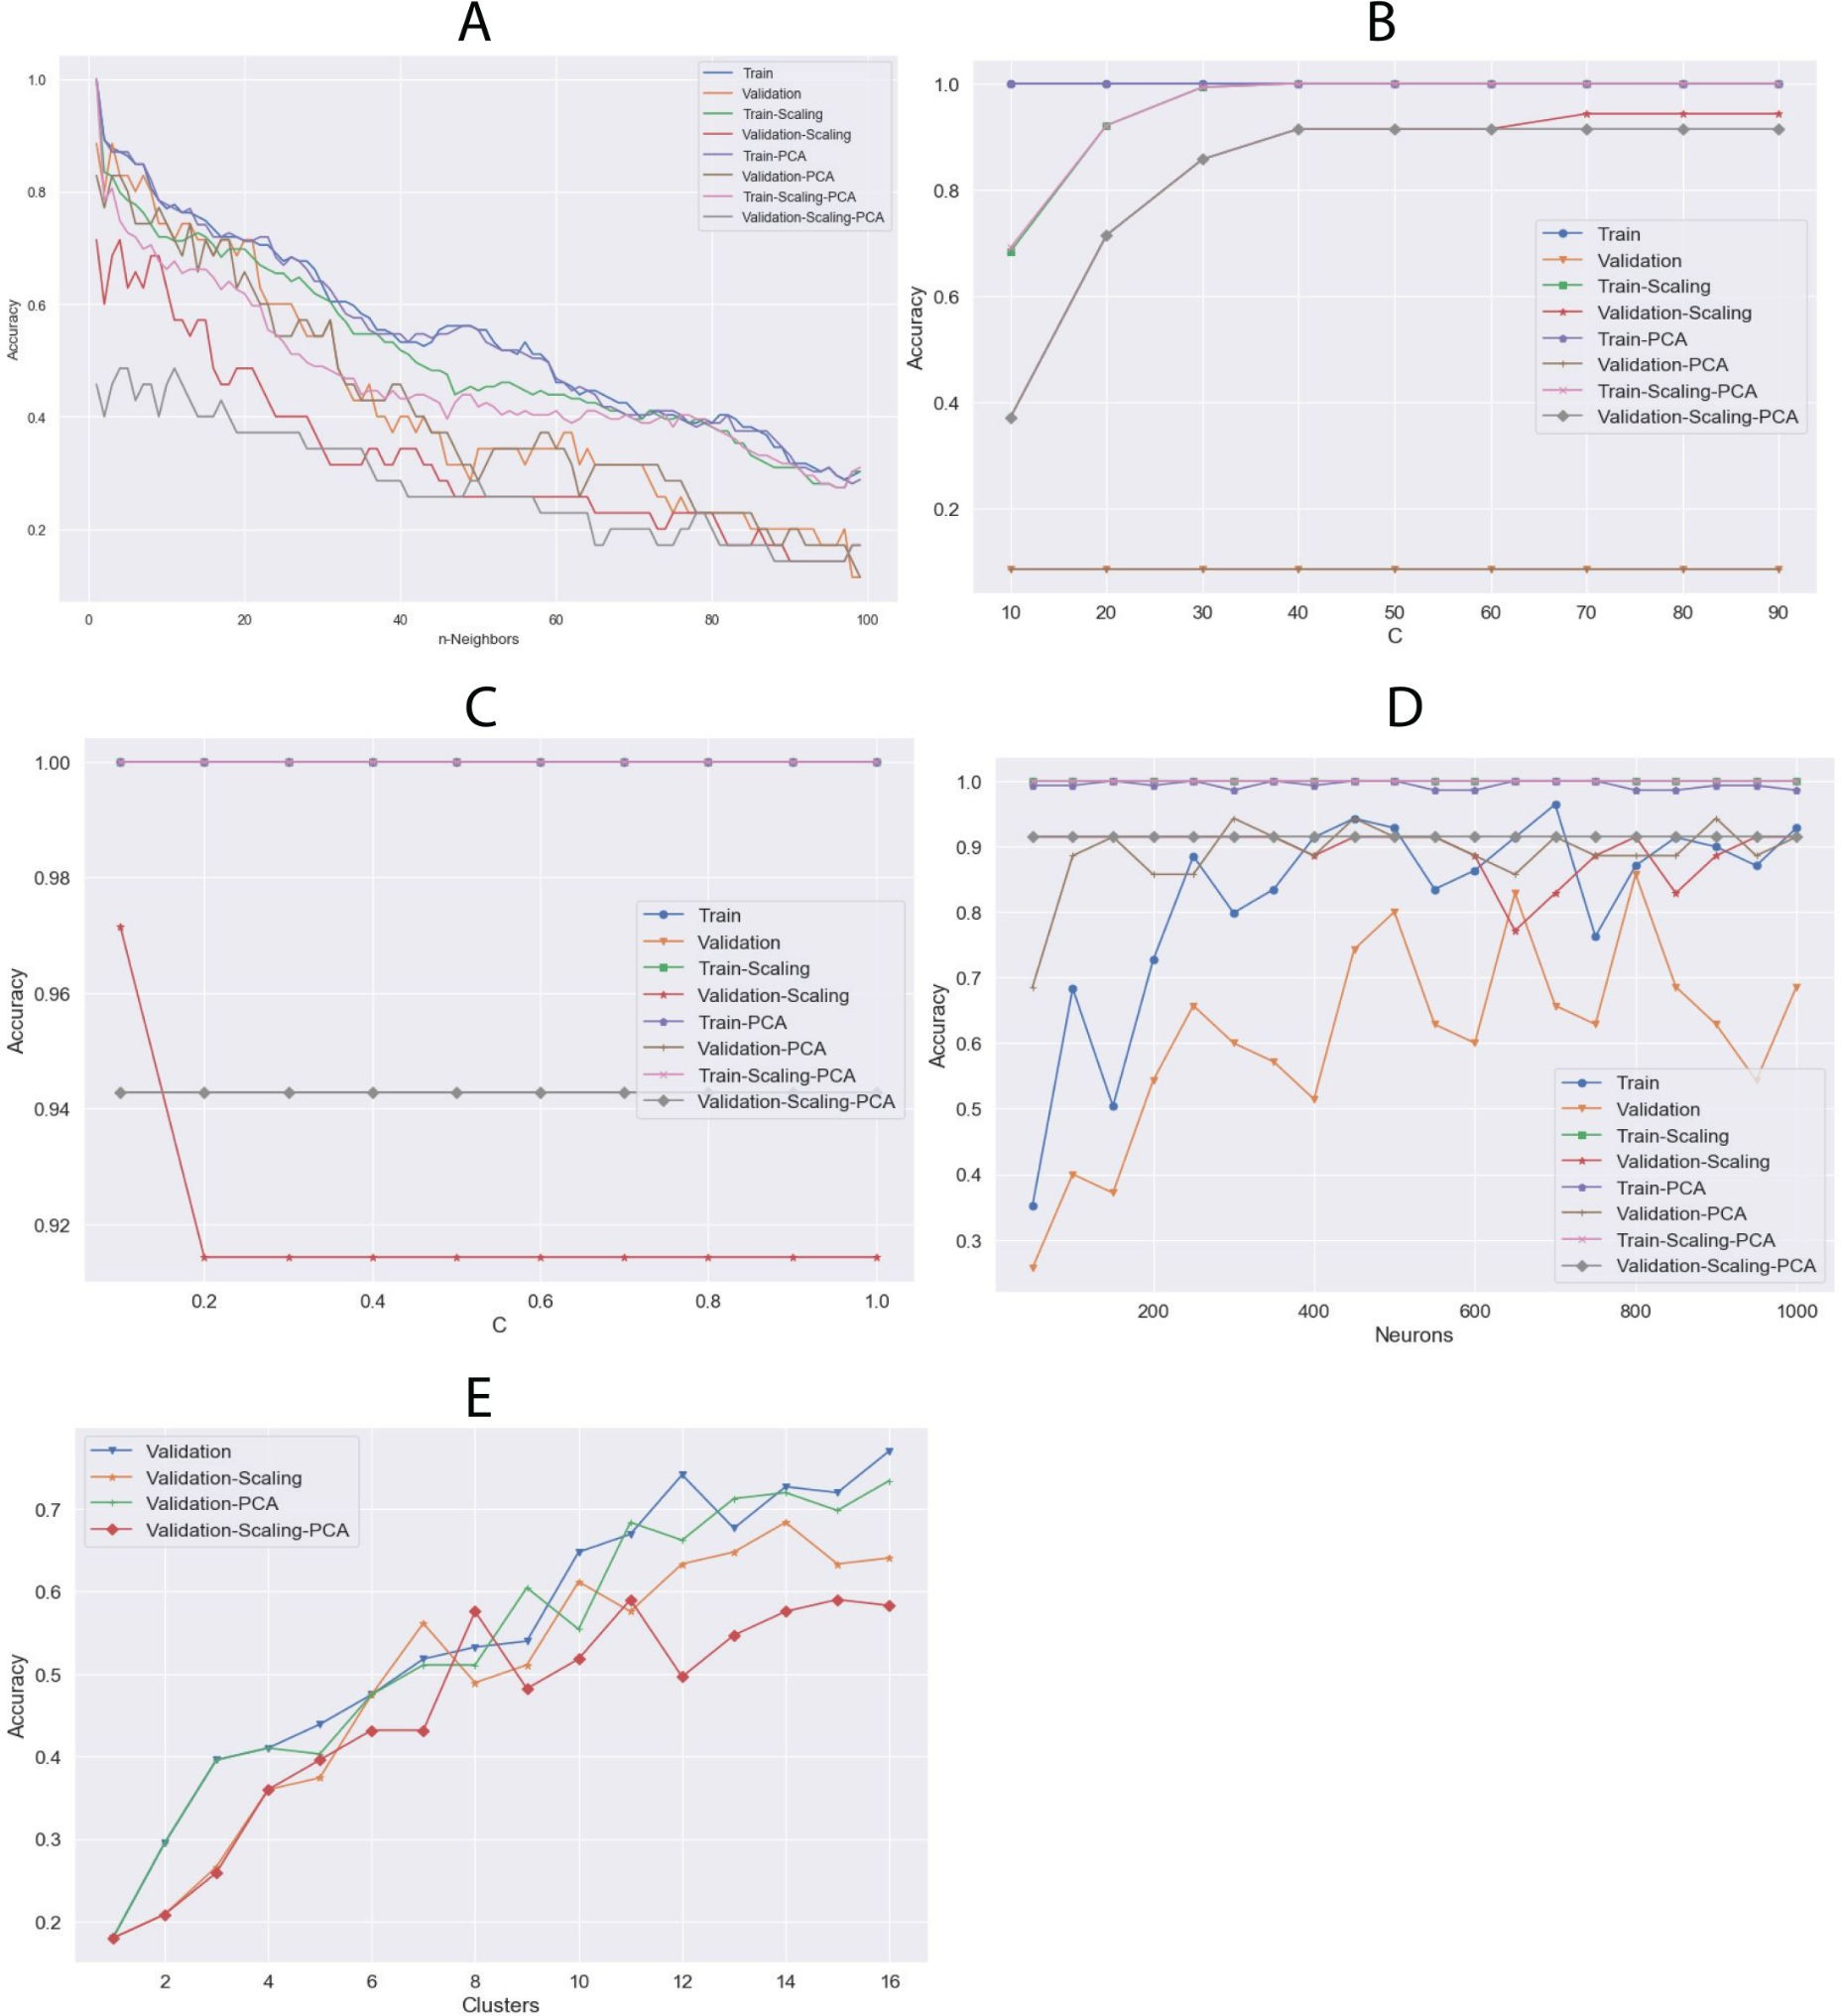 A
1.0
0.8
0.6
0.4
0.2
Accuracy
0
20
40
60
80
100
n-Neighbors
Train
Validation
Train-Scaling
Validation-Scaling
Train-PCA
Validation-PCA
Train-Scaling-PCA
Validation-Scaling-PCA
B
1.0
0.8
0.6
0.4
0.2
Accuracy
10
20
30
40
50
60
70
80
90
C
Train
Validation
Train-Scaling
Validation-Scaling
Train-PCA
Validation-PCA
Train-Scaling-PCA
Validation-Scaling-PCA
C
1.00
0.98
0.96
0.94
0.92
Accuracy
0.2
0.4
0.6
0.8
1.0
C
Train
Validation
Train-Scaling
Validation-Scaling
Train-PCA
Validation-PCA
Train-Scaling-PCA
Validation-Scaling-PCA
D
1.0
0.9
0.8
0.7
0.6
0.5
0.4
0.3
Accuracy
200
400
600
800
1000
Neurons
Train
Validation
Train-Scaling
Validation-Scaling
Train-PCA
Validation-PCA
Train-Scaling-PCA
Validation-Scaling-PCA
E
Validation
Validation-Scaling
Validation-PCA
Validation-Scaling-PCA
0.7
0.6
0.5
0.4
0.3
0.2
Accuracy
2
4
6
8
10
12
14
16
Clusters